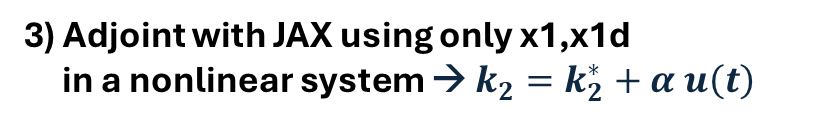 3) Adjoint with JAX using only x1,x1d
in a nonlinear system → k₂ = k₂* + α u(t)